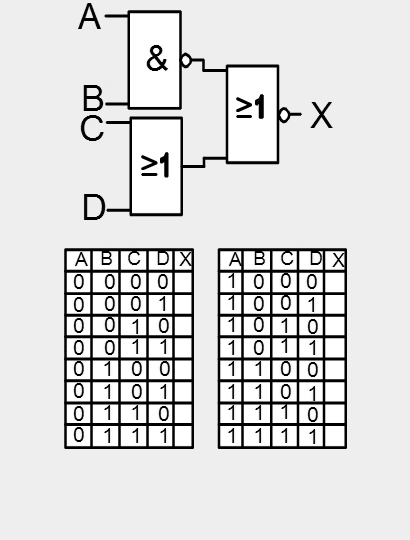 A
&
B
C
≥1
X
≥1
D
A B C D X
0 0 0 0
0 0 0 1
0 0 1 0
0 0 1 1
0 1 0 0
0 1 0 1
0 1 1 0
0 1 1 1
A B C D X
1 0 0 0
1 0 0 1
1 0 1 0
1 0 1 1
1 1 0 0
1 1 0 1
1 1 1 0
1 1 1 1